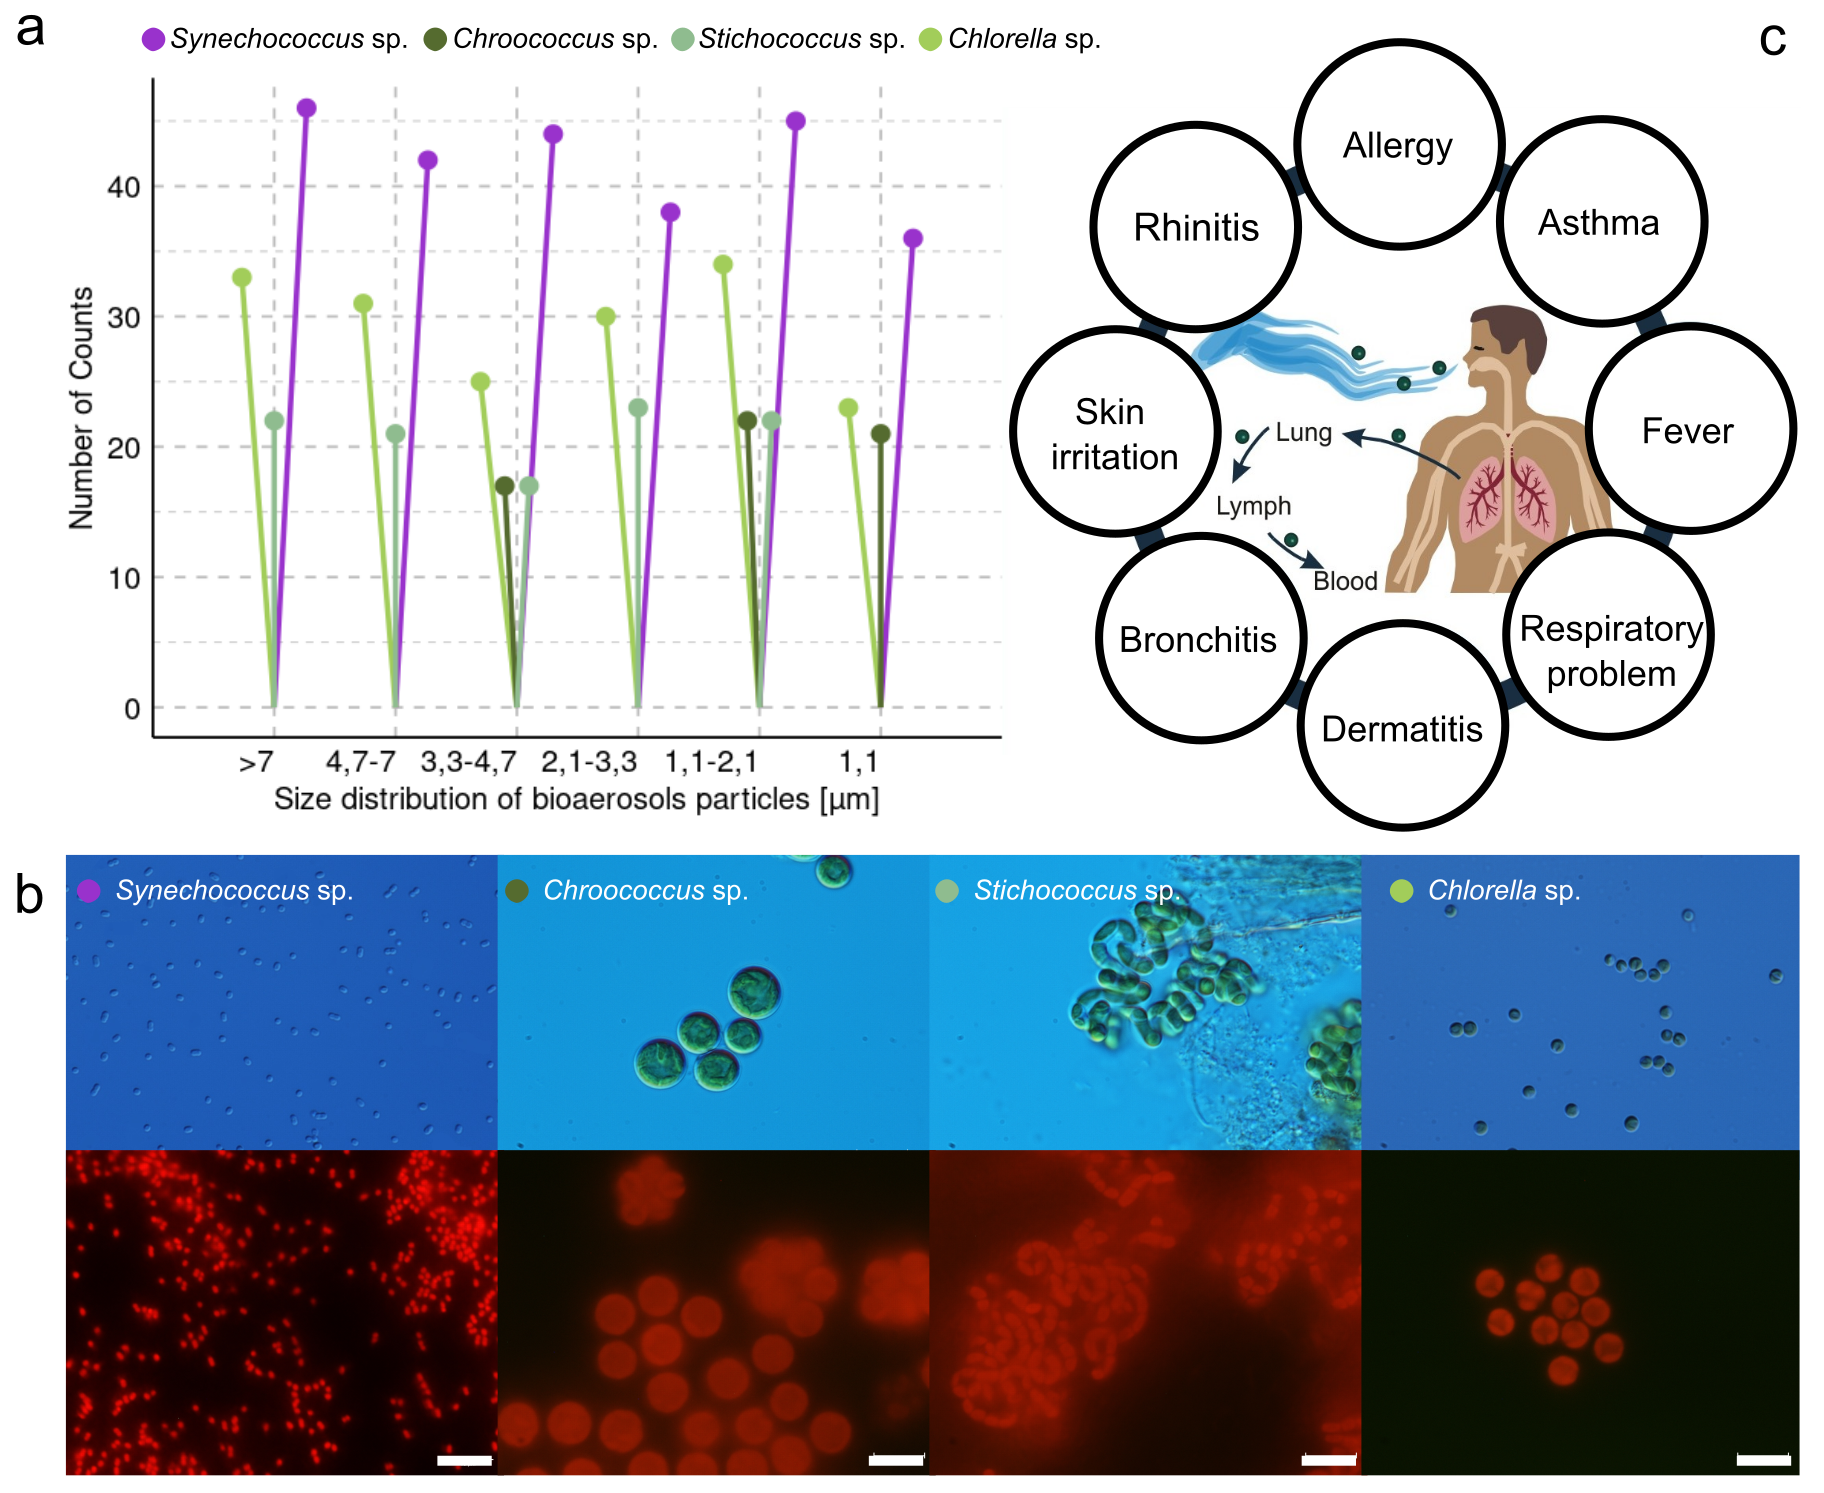 a
Synechococcus sp.
Chroococcus sp.
Stichococcus sp.
Chlorella sp.
Number of Counts
40
30
20
10
0
>7
4,7-7
3,3-4,7
2,1-3,3
1,1-2,1
1,1
Size distribution of bioaerosols particles [µm]
c
Allergy
Rhinitis
Asthma
Skin
irritation
Fever
Lung
Lymph
Blood
Bronchitis
Respiratory
problem
Dermatitis
b
Synechococcus sp.
Chroococcus sp.
Stichococcus sp.
Chlorella sp.